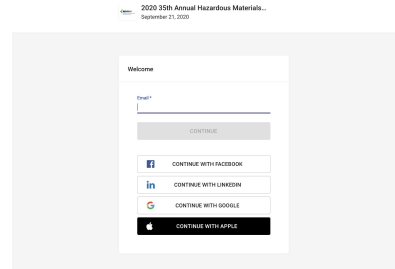 2020 35th Annual Hazardous Materials...
September 21, 2020
Welcome
Email *
CONTINUE
CONTINUE WITH FACEBOOK
CONTINUE WITH LINKEDIN
CONTINUE WITH GOOGLE
CONTINUE WITH APPLE